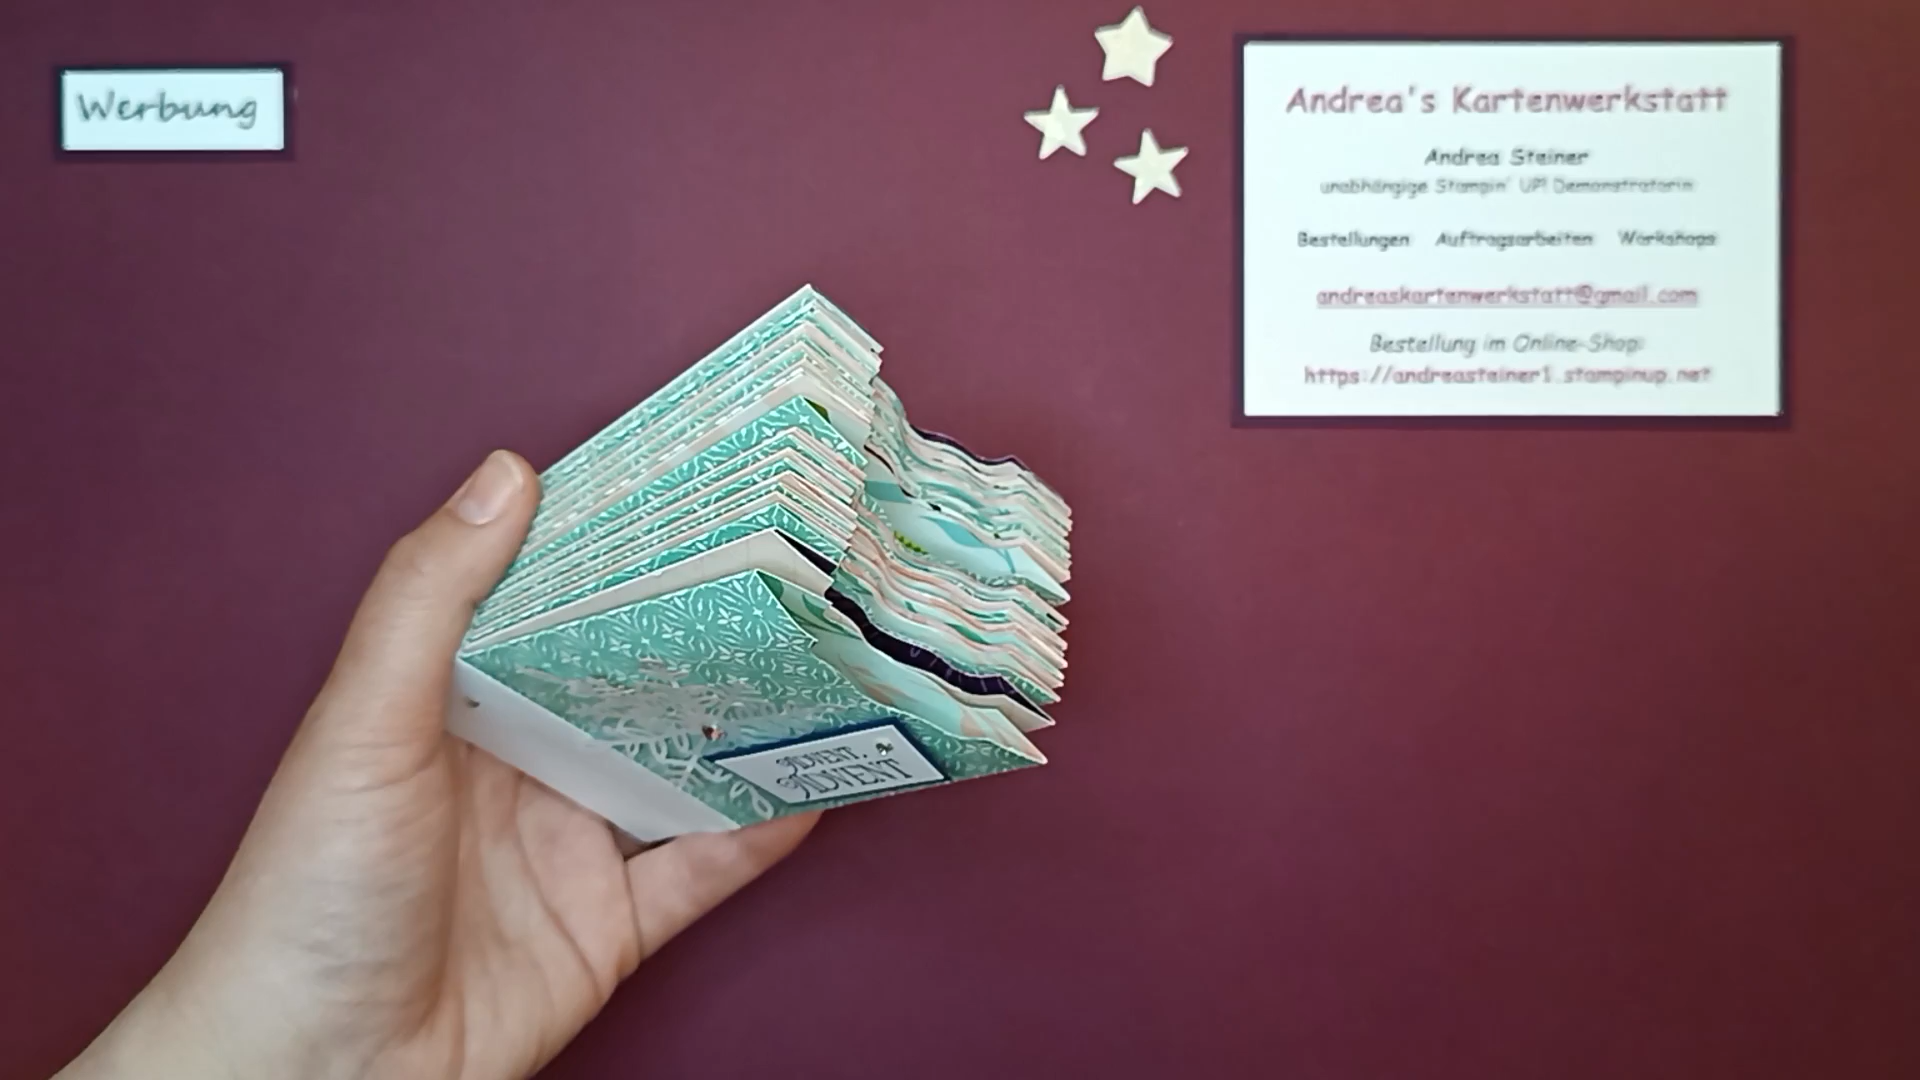 Werbung
Andrea's Kartenwerkstatt
Andrea Steiner
unabhängige Stampin' UP! Demonstratorin
Bestellungen Auftragsarbeiten Workshops
andreaskartenwerkstatt@gmail.com
Bestellung im Online-Shop:
https://andreasteiner1.stampinup.net
ADVENT,
ADVENT